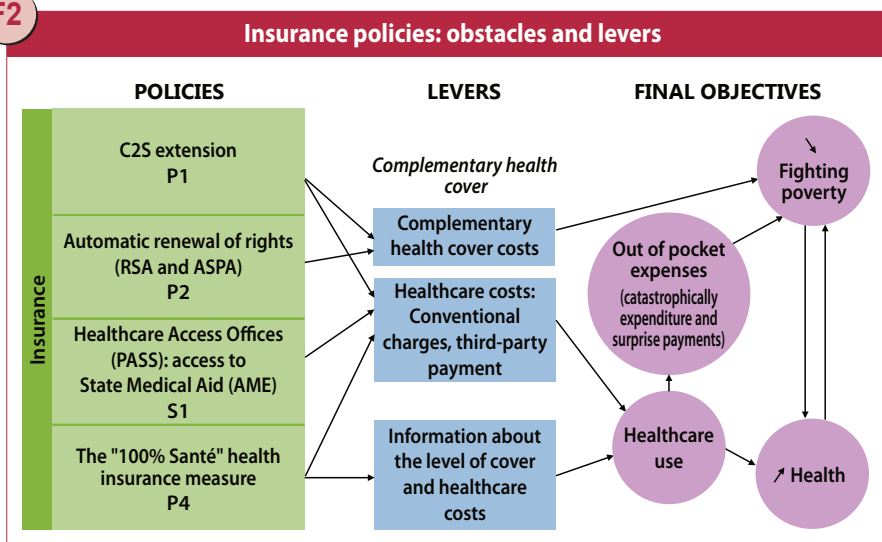 F2
Insurance policies: obstacles and levers
POLICIES
LEVERS
FINAL OBJECTIVES
Insurance
C2S extension
P1
Automatic renewal of rights
(RSA and ASPA)
P2
Healthcare Access Offices
(PASS): access to
State Medical Aid (AME)
S1
The "100% Santé" health
insurance measure
P4
Complementary health
cover
Complementary
health cover costs
Healthcare costs:
Conventional
charges, third-party
payment
Information about
the level of cover
and healthcare
costs
Fighting
poverty
Out of pocket
expenses
(catastrophically
expenditure and
surprise payments)
Healthcare
use
Health